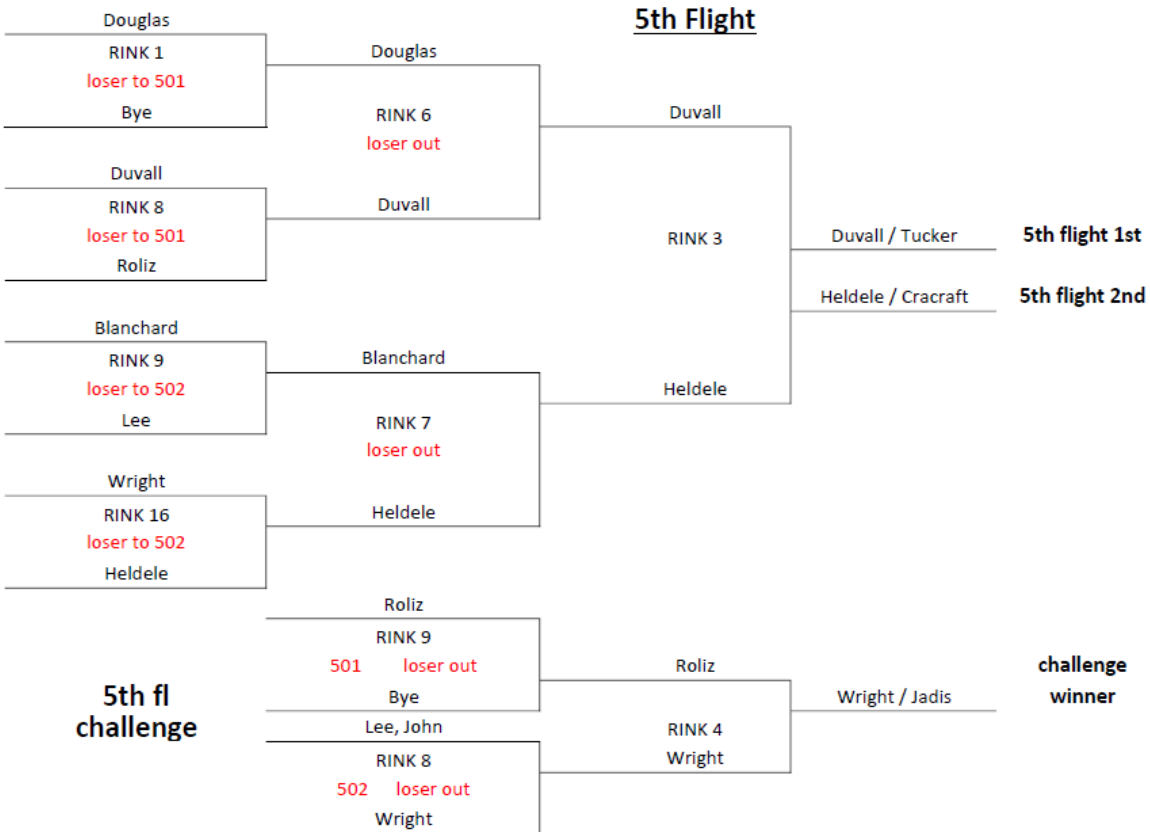 5th Flight
Douglas
RINK 1
loser to 501
Bye
Duvall
RINK 8
loser to 501
Roliz
Blanchard
RINK 9
loser to 502
Lee
Wright
RINK 16
loser to 502
Heldele
Douglas
RINK 6
loser out
Duvall
Blanchard
RINK 7
loser out
Heldele
Duvall
RINK 3
Heldele
Duvall / Tucker 5th flight 1st
Heldele / Cracraft 5th flight 2nd
5th fl
challenge
Roliz
RINK 9
501 loser out
Bye
Lee, John
RINK 8
502 loser out
Wright
Roliz
RINK 4
Wright
Wright / Jadis
challenge
winner